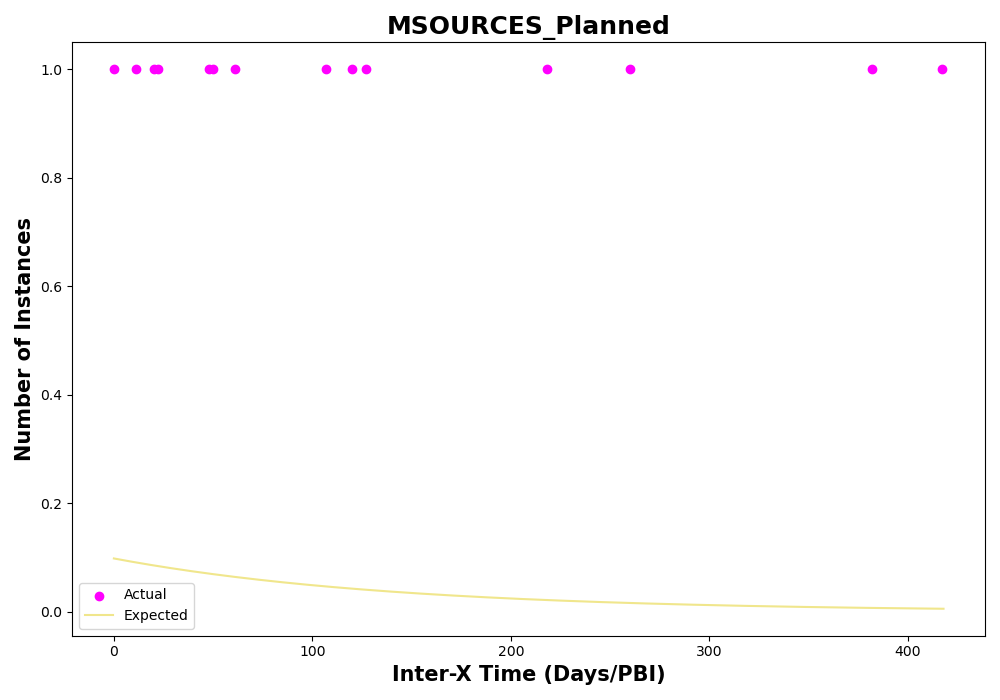 MSOURCES_Planned
Number of Instances
1.0
0.8
0.6
0.4
0.2
0.0
Actual
Expected
0 100 200 300 400
Inter-X Time (Days/PBI)